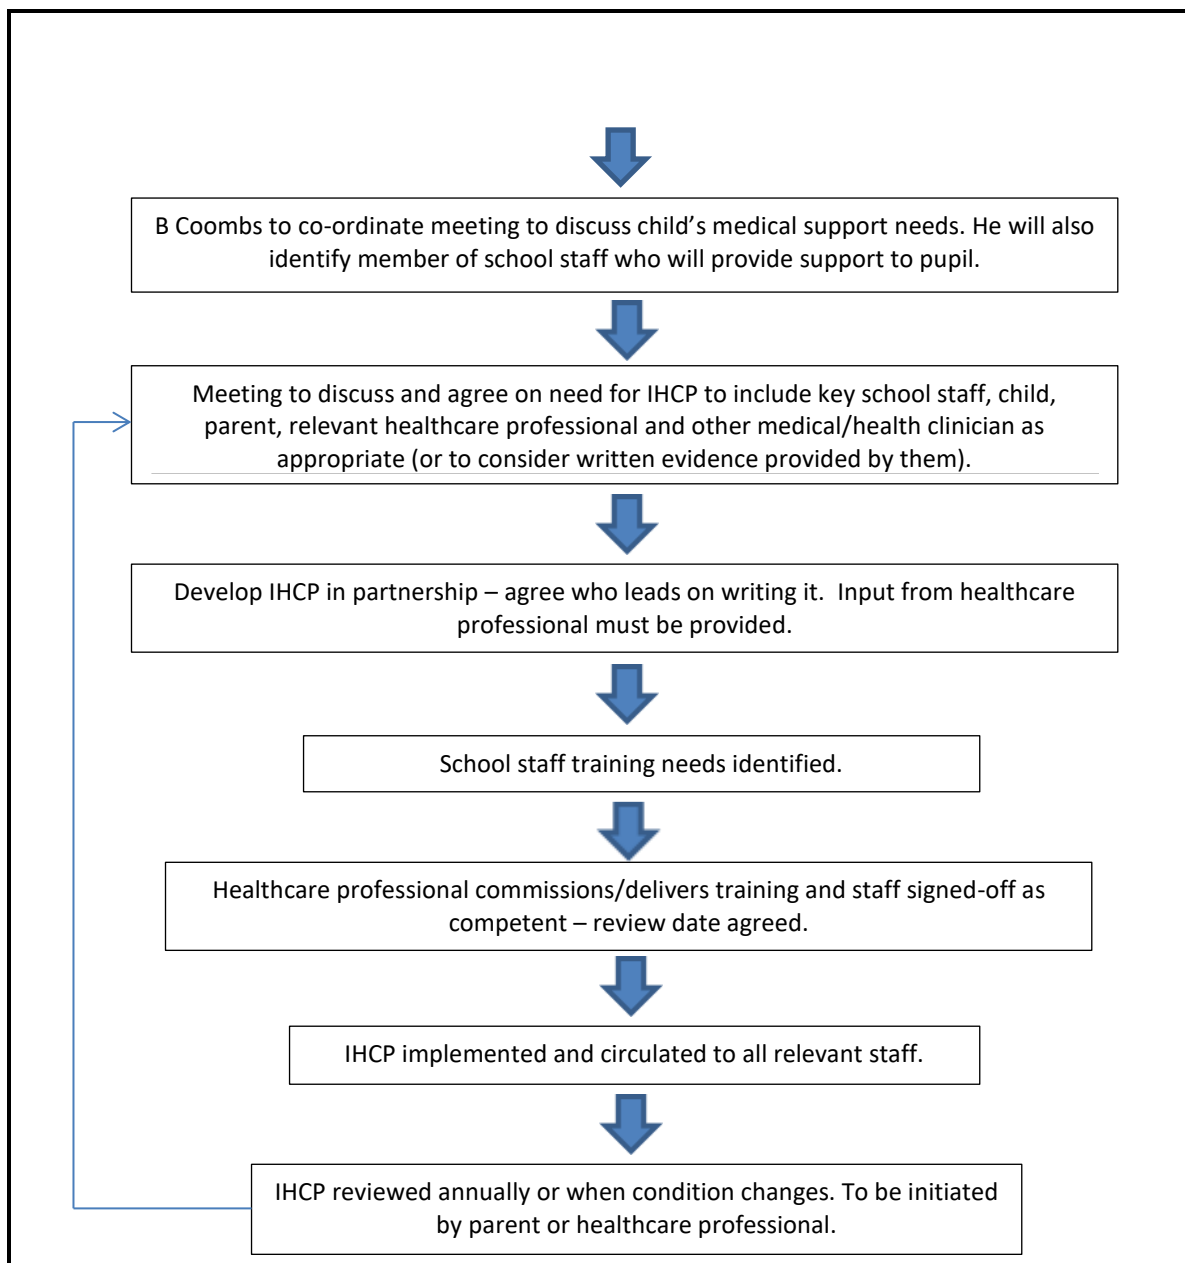 B Coombs to co-ordinate meeting to discuss child’s medical support needs. He will also
identify member of school staff who will provide support to pupil.
Meeting to discuss and agree on need for IHCP to include key school staff, child,
parent, relevant healthcare professional and other medical/health clinician as
appropriate (or to consider written evidence provided by them).
Develop IHCP in partnership – agree who leads on writing it.  Input from healthcare
professional must be provided.
School staff training needs identified.
Healthcare professional commissions/delivers training and staff signed-off as
competent – review date agreed.
IHCP implemented and circulated to all relevant staff.
IHCP reviewed annually or when condition changes. To be initiated
by parent or healthcare professional.